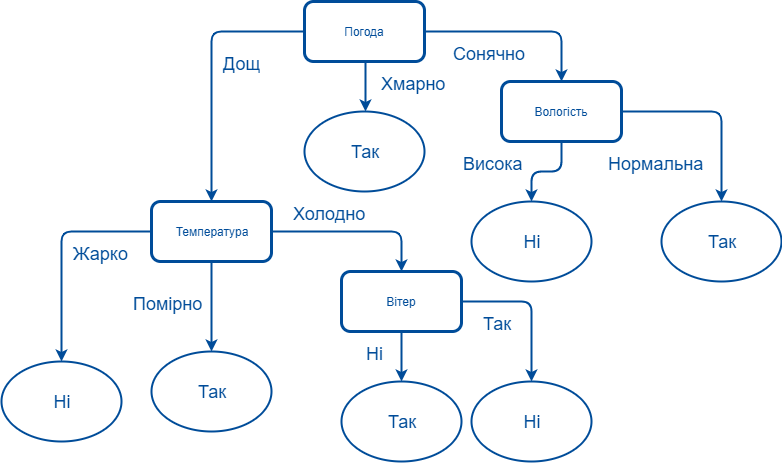 Погода
Дощ
Сонячно
Хмарно
Вологість
Так
Висока
Нормальна
Холодно
Температура
Ні
Так
Жарко
Помірно
Вітер
Так
Ні
Так
Ні
Так
Ні